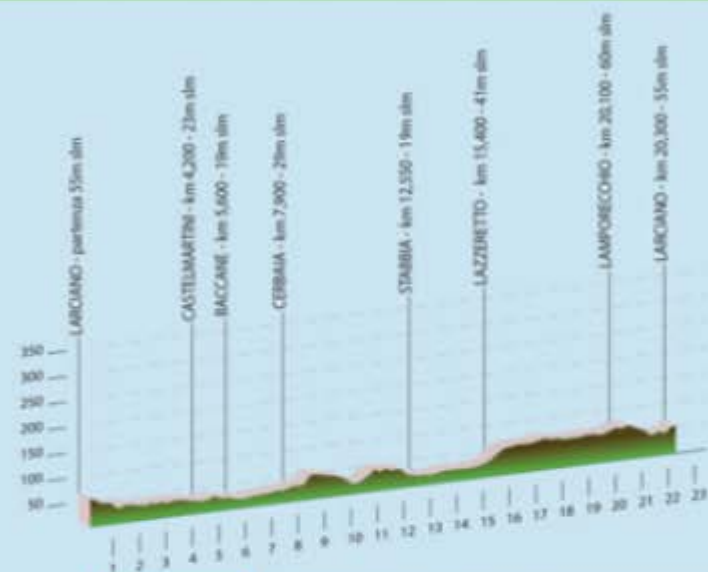 LARCIANO - partenza 55m slm
CASTELMARTINI - km 4,200 - 23m slm
BACCANE - km 5,600 - 19m slm
CERBAIA - km 7,900 - 29m slm
STABBIA - km 12,550 - 19m slm
LAZZERETTO - km 15,400 - 41m slm
LAMPORECCHIO - km 20,100 - 60m slm
LARCIANO - km 20,300 - 55m slm
350
300
250
200
150
100
50
1 2 3 4 5 6 7 8 9 10 11 12 13 14 15 16 17 18 19 20 21 22 23